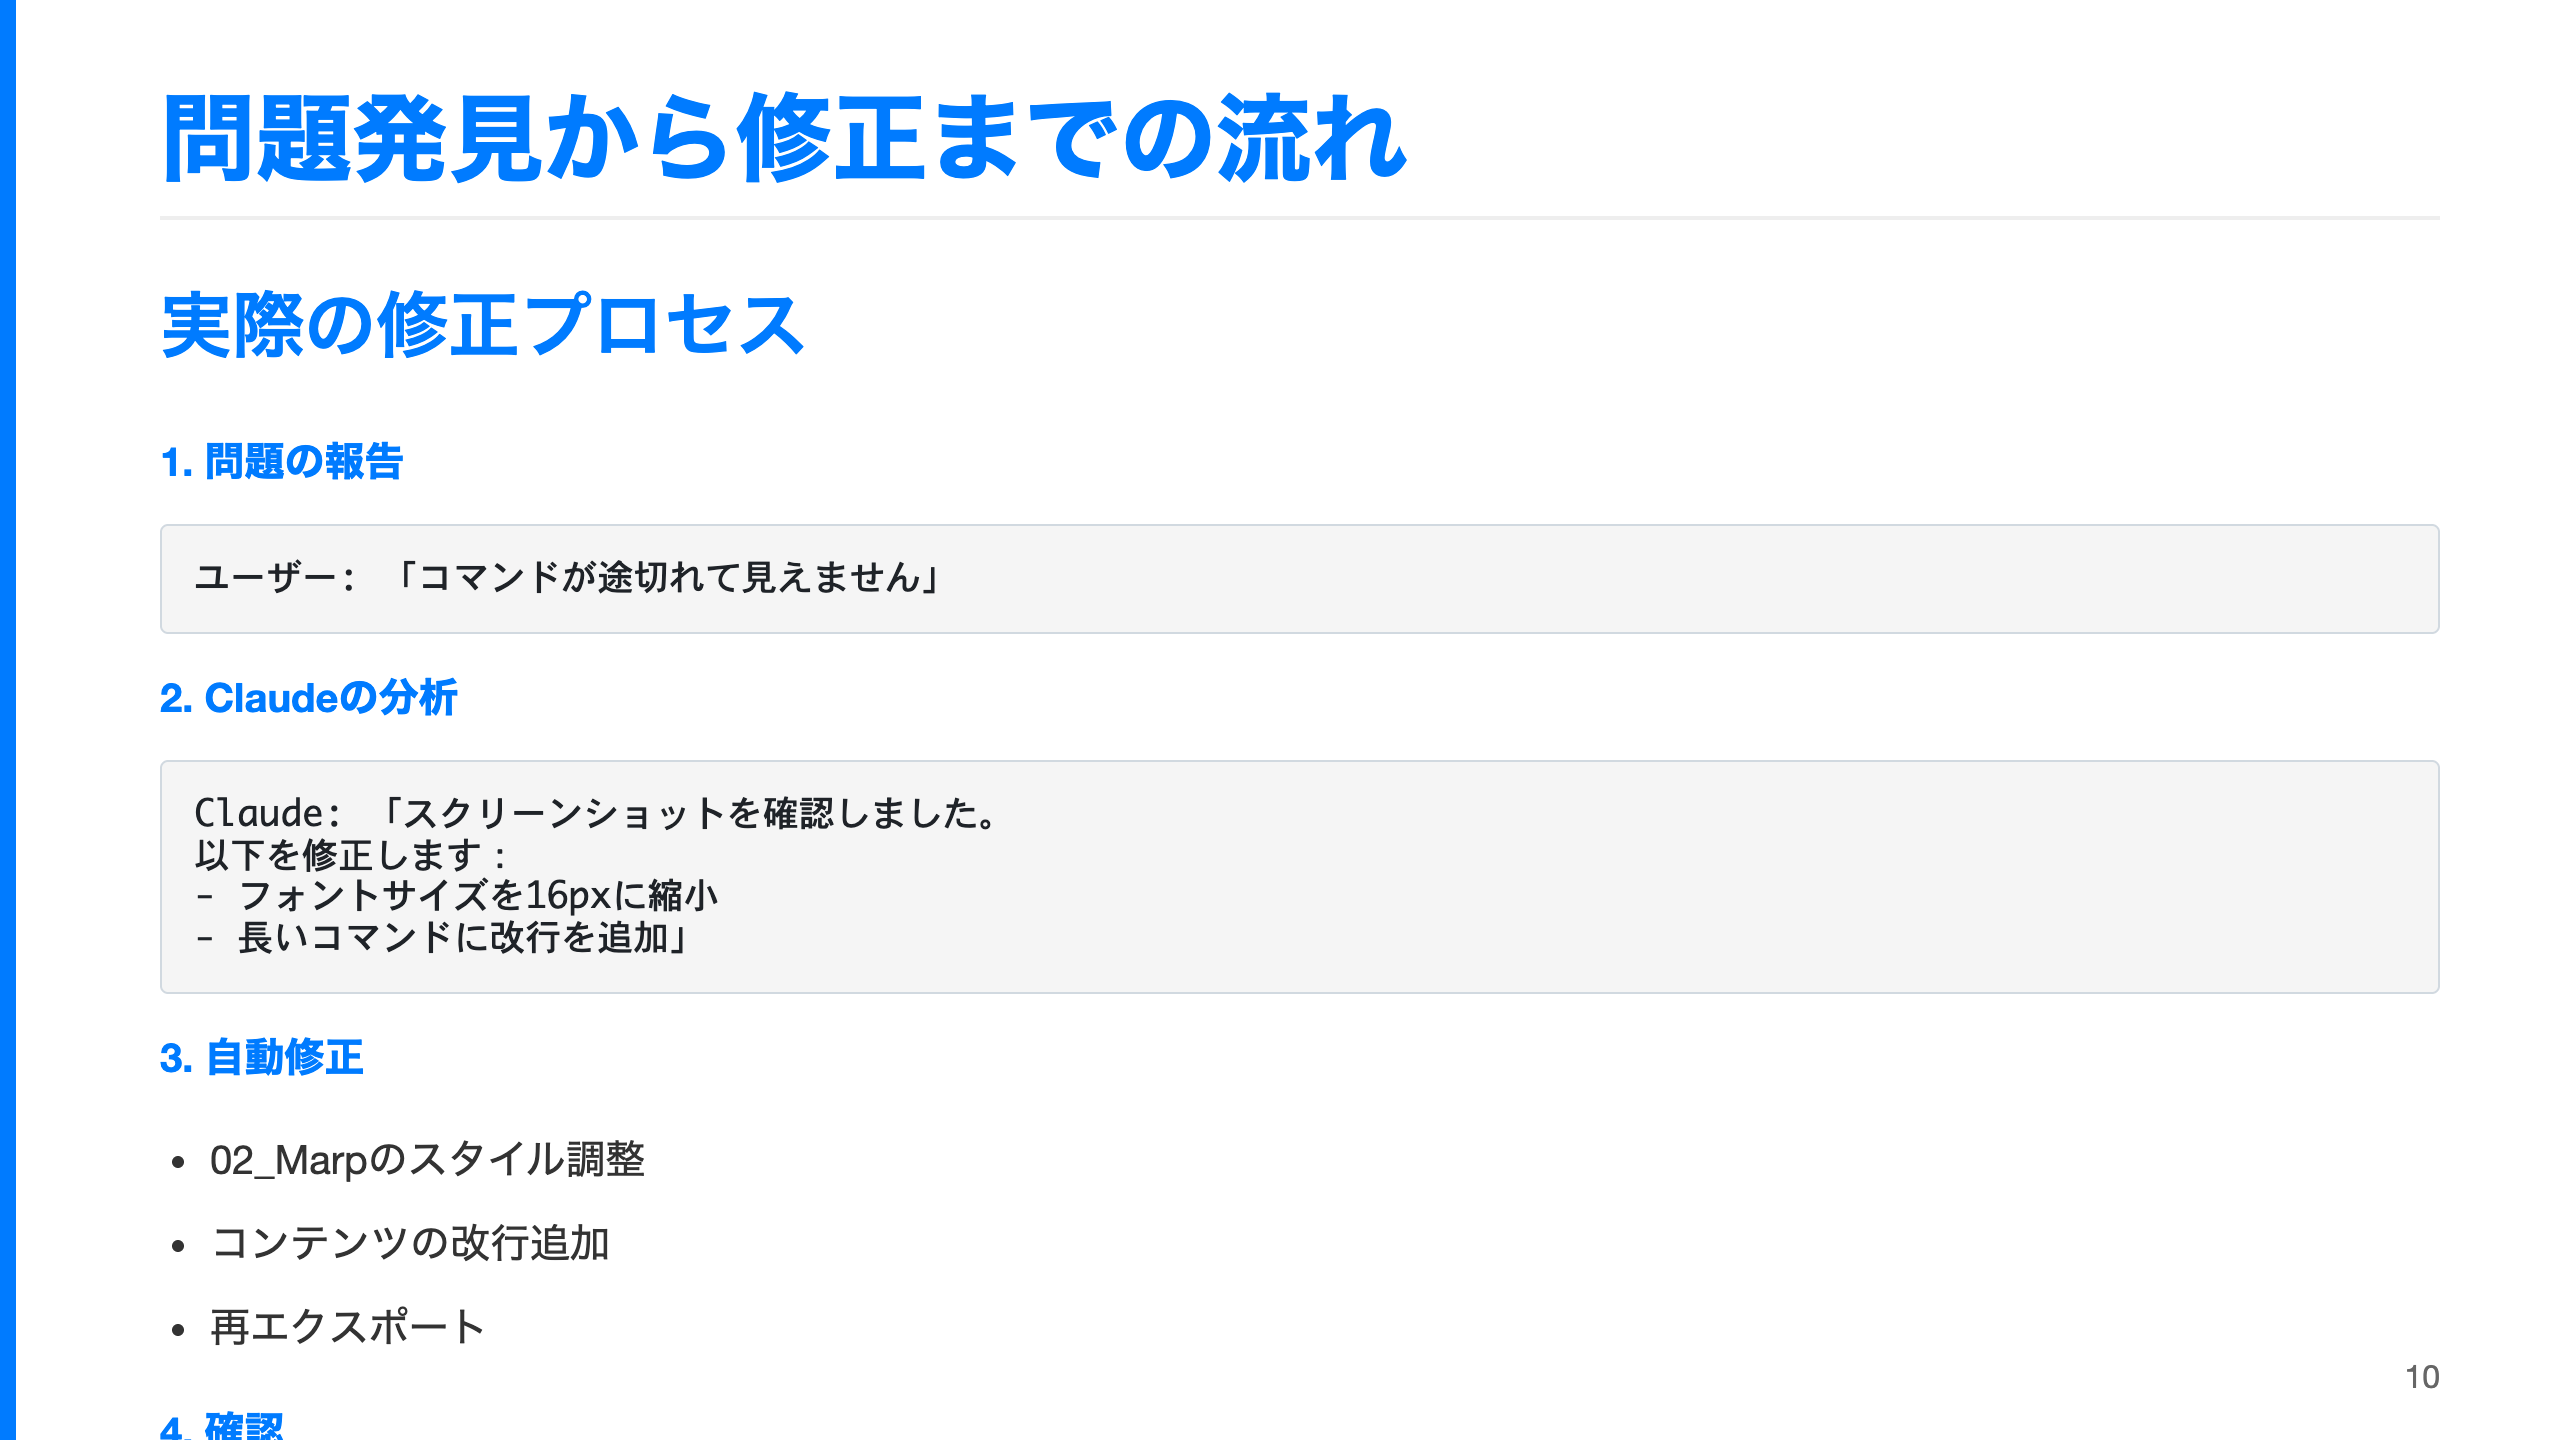 問題発見から修正までの流れ
実際の修正プロセス
1. 問題の報告
ユーザー: 「コマンドが途切れて見えません」
2. Claudeの分析
Claude: 「スクリーンショットを確認しました。
以下を修正します：
- フォントサイズを16pxに縮小
- 長いコマンドに改行を追加」
3. 自動修正
• 02_Marpのスタイル調整
• コンテンツの改行追加
• 再エクスポート
10
4. 確認